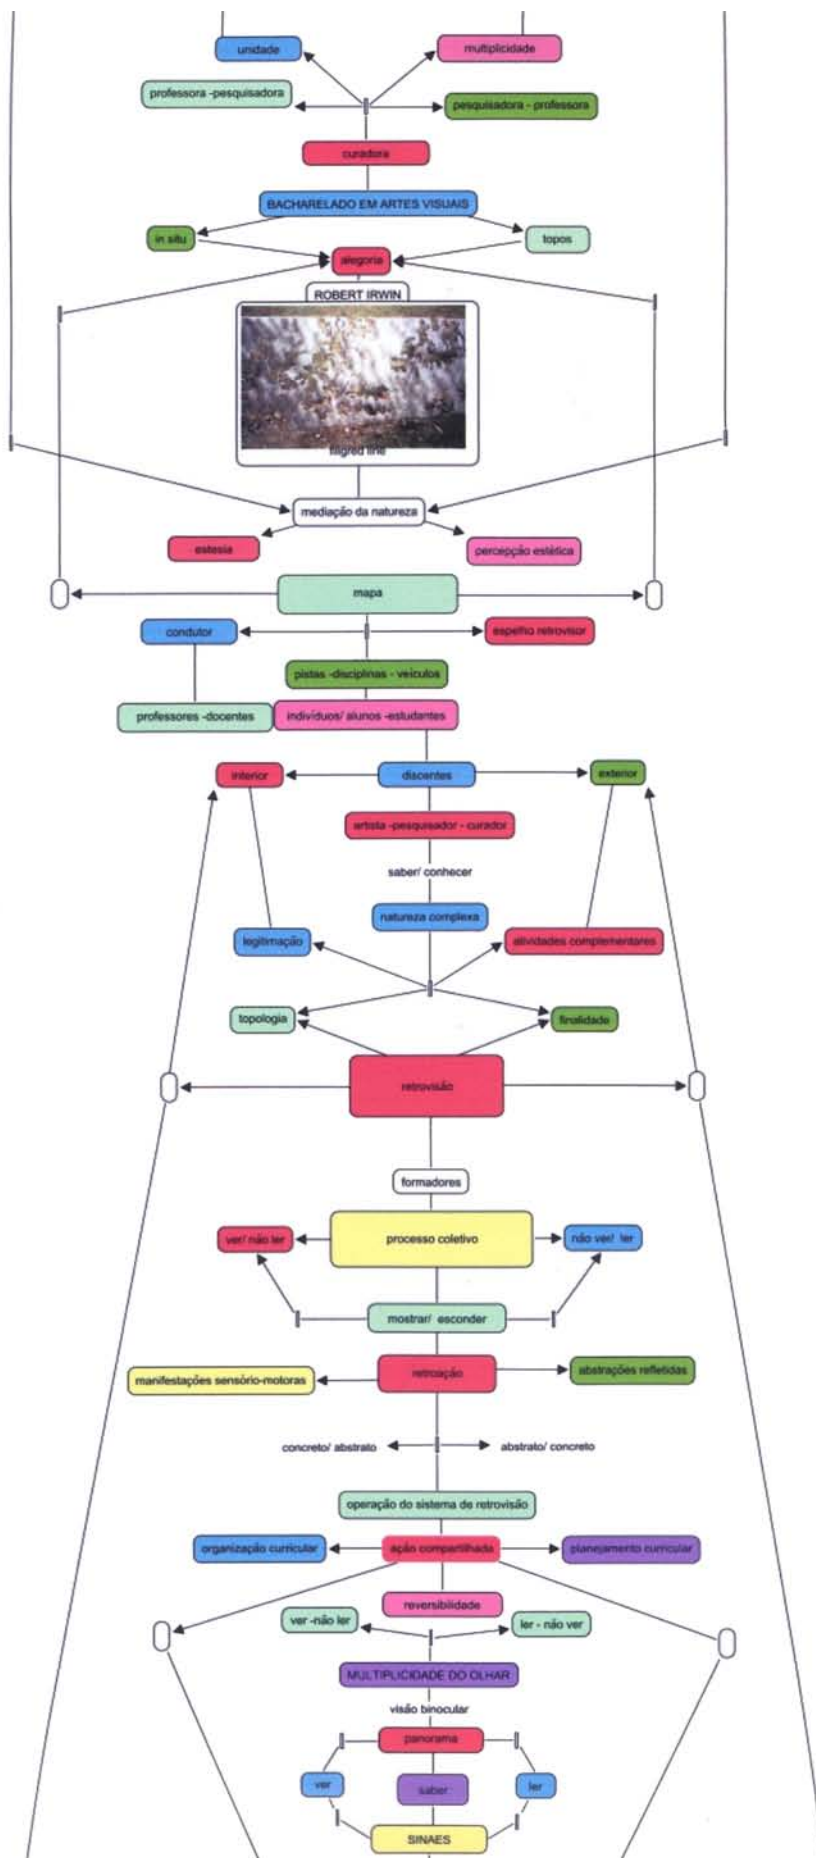 unidade
multiplicidade
professora -pesquisadora
pesquisadora - professora
curadora
BACHARELADO EM ARTES VISUAIS
in situ
topos
alegoria
ROBERT IRWIN
filigred line
mediação da natureza
estesia
percepção estática
mapa
condutor
espelho retrovisor
pistas -disciplinas - veículos
professores -docentes
indivíduos/ alunos -estudantes
interior
discentes
exterior
artista -pesquisador - curador
saber/ conhecer
natureza complexa
legitimação
atividades complementares
topologia
finalidade
retrovisão
formadores
ver/ não ler
processo coletivo
não ver/ ler
mostrar/ esconder
retroação
abstrações refletidas
manifestações sensório-motoras
concreto/ abstrato
abstrato/ concreto
operação do sistema de retrovisão
organização curricular
ação compartilhada
planejamento curricular
reversibilidade
ver -não ler
ler - não ver
MULTIPLICIDADE DO OLHAR
visão binocular
panorama
ver
saber
ler
SINAES